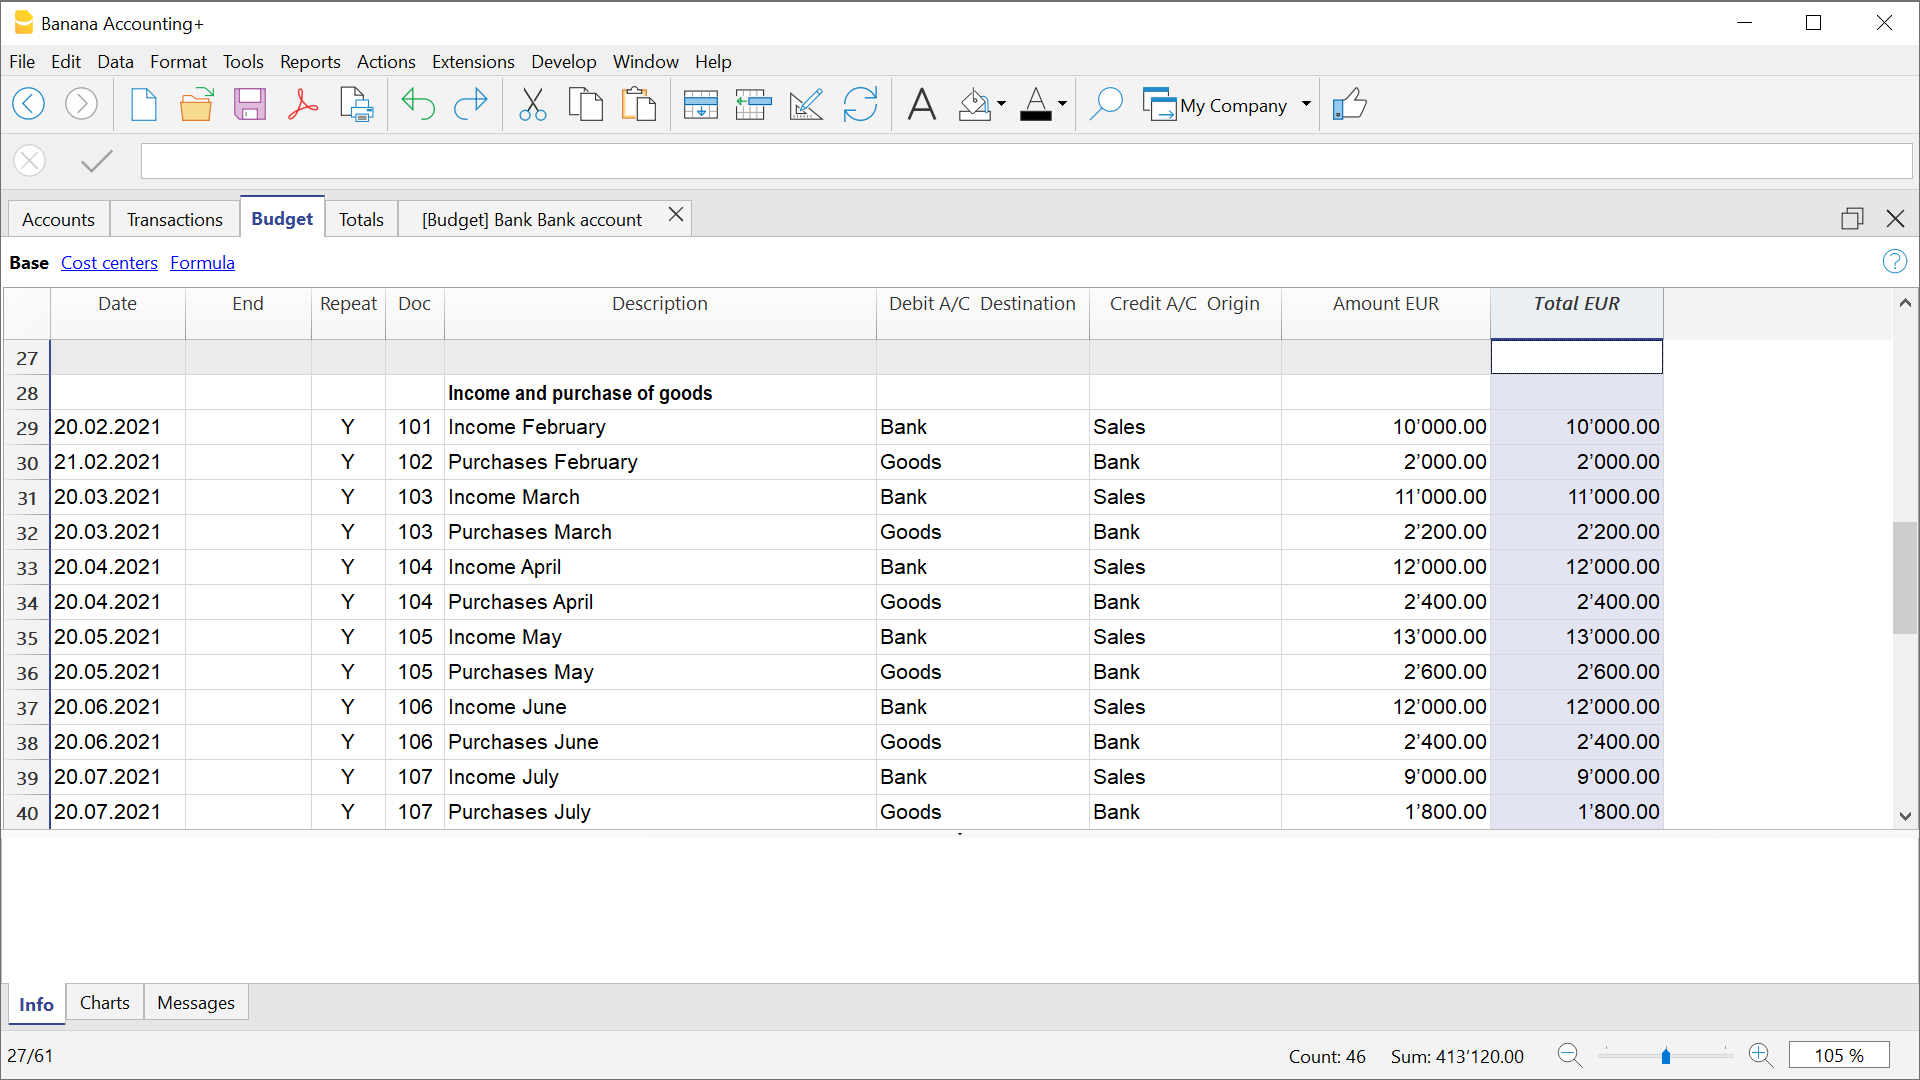 Banana Accounting+
File Edit Data Format Tools Reports Actions Extensions Develop Window Help
My Company
Accounts Transactions Budget Totals [Budget] Bank Bank account
Base Cost centers Formula
Date End Repeat Doc Description Debit A/C Destination Credit A/C Origin Amount EUR Total EUR
27
28 Income and purchase of goods
29 20.02.2021 Y 101 Income February Bank Sales 10’000.00 10’000.00
30 21.02.2021 Y 102 Purchases February Goods Bank 2’000.00 2’000.00
31 20.03.2021 Y 103 Income March Bank Sales 11’000.00 11’000.00
32 20.03.2021 Y 103 Purchases March Goods Bank 2’200.00 2’200.00
33 20.04.2021 Y 104 Income April Bank Sales 12’000.00 12’000.00
34 20.04.2021 Y 104 Purchases April Goods Bank 2’400.00 2’400.00
35 20.05.2021 Y 105 Income May Bank Sales 13’000.00 13’000.00
36 20.05.2021 Y 105 Purchases May Goods Bank 2’600.00 2’600.00
37 20.06.2021 Y 106 Income June Bank Sales 12’000.00 12’000.00
38 20.06.2021 Y 106 Purchases June Goods Bank 2’400.00 2’400.00
39 20.07.2021 Y 107 Income July Bank Sales 9’000.00 9’000.00
40 20.07.2021 Y 107 Purchases July Goods Bank 1’800.00 1’800.00
Info Charts Messages
27/61 Count: 46 Sum: 413’120.00 105 %